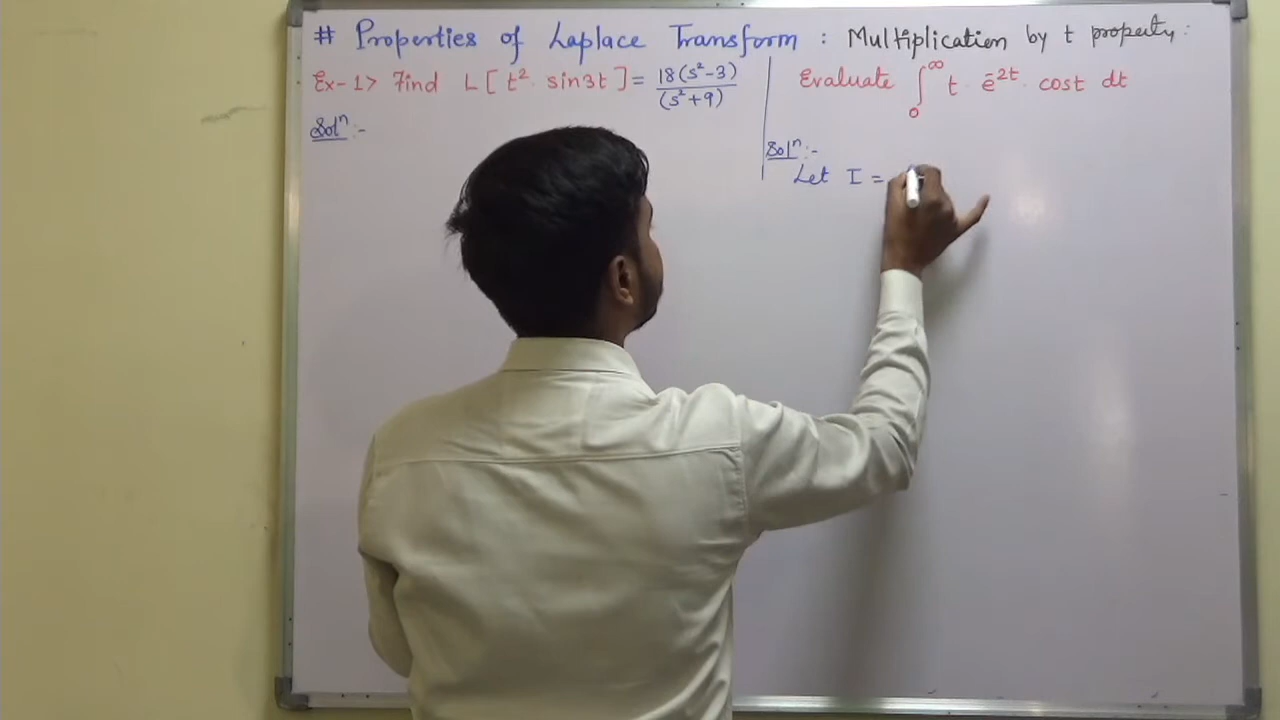 # Properties of Laplace Transform : Multiplication by t property :
Ex-1> Find L [ t² · sin3t ] = 18(s²-3) / (s²+9)
Solⁿ :-
Evaluate ∫₀^∞ t · e^-2t · cost dt
Solⁿ :-
Let I =